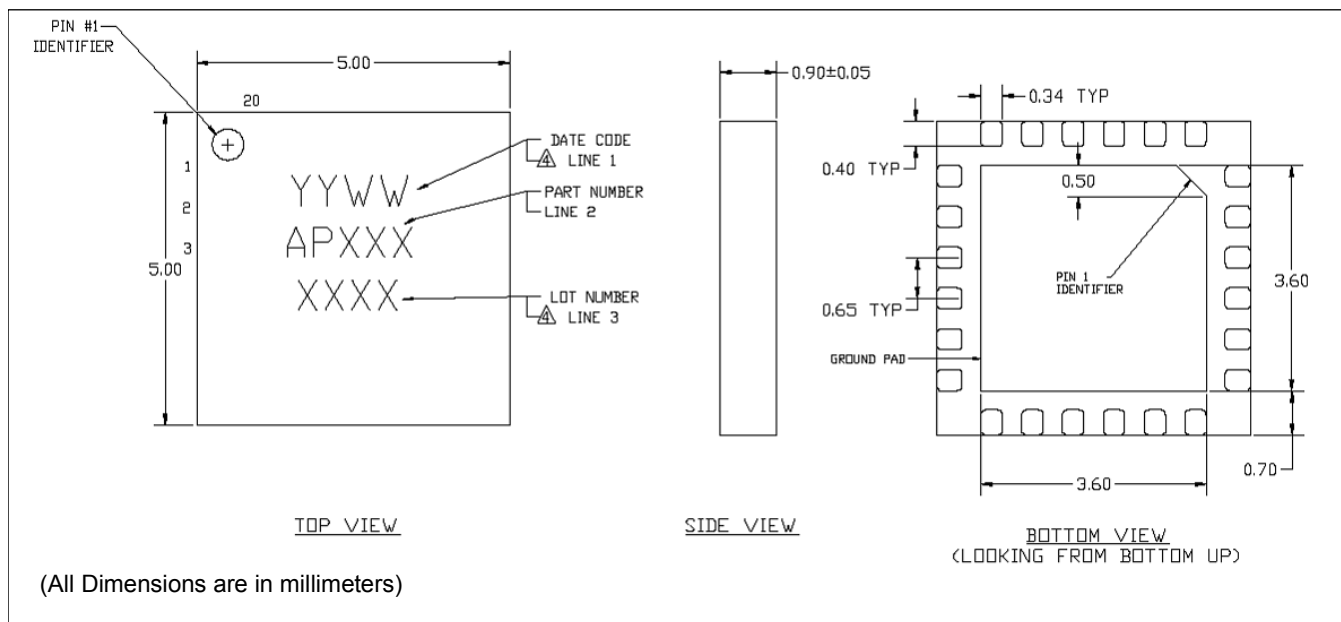 PIN #1
IDENTIFIER
5.00
20
1
2
3
5.00
YYWW
APXXX
XXXX
DATE CODE
4 LINE 1
PART NUMBER
LINE 2
LOT NUMBER
4 LINE 3
TOP VIEW
0.90±0.05
SIDE VIEW
0.34 TYP
0.40 TYP
0.50
PIN 1
IDENTIFIER
3.60
0.65 TYP
GROUND PAD
0.70
3.60
BOTTOM VIEW
(LOOKING FROM BOTTOM UP)
(All Dimensions are in millimeters)